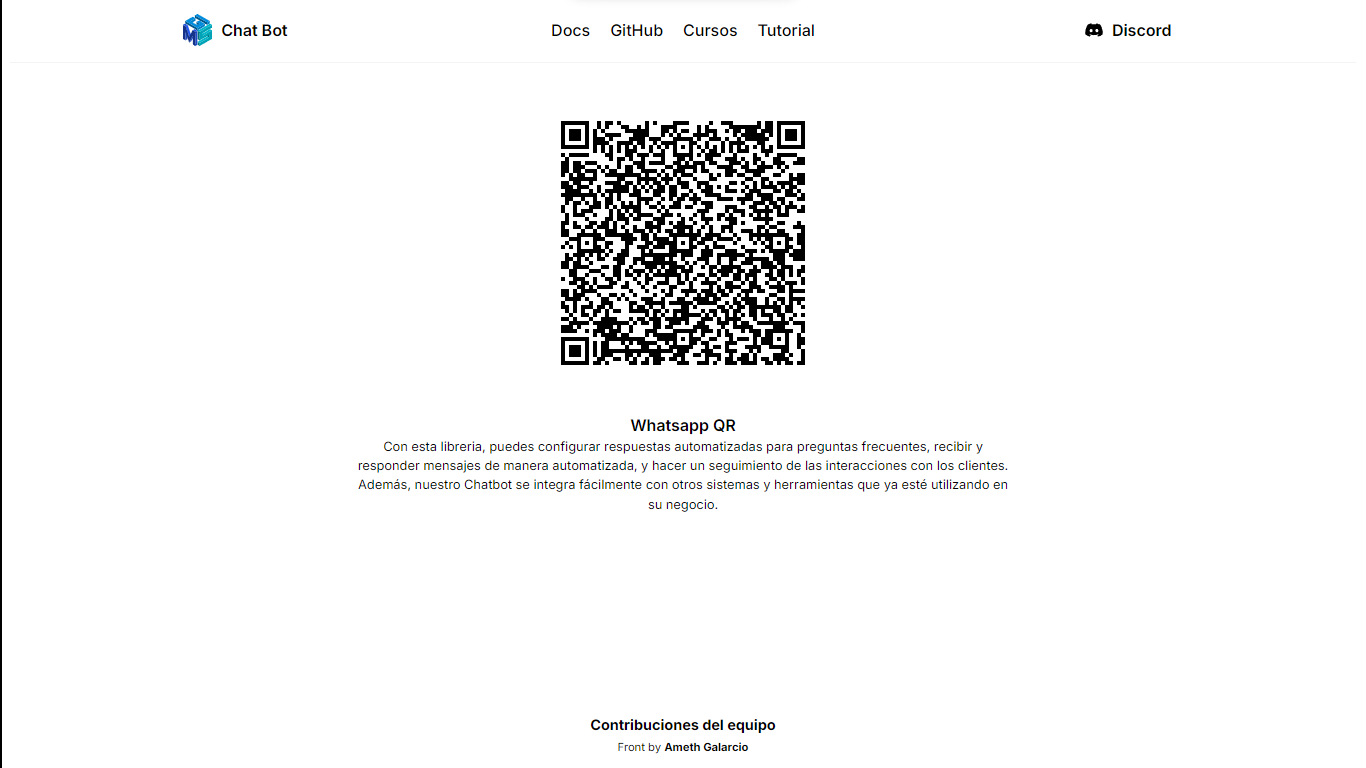 Chat Bot
Docs GitHub Cursos Tutorial
Discord
Whatsapp QR
Con esta libreria, puedes configurar respuestas automatizadas para preguntas frecuentes, recibir y
responder mensajes de manera automatizada, y hacer un seguimiento de las interacciones con los clientes.
Además, nuestro Chatbot se integra fácilmente con otros sistemas y herramientas que ya esté utilizando en
su negocio.
Contribuciones del equipo
Front by Ameth Galarcio